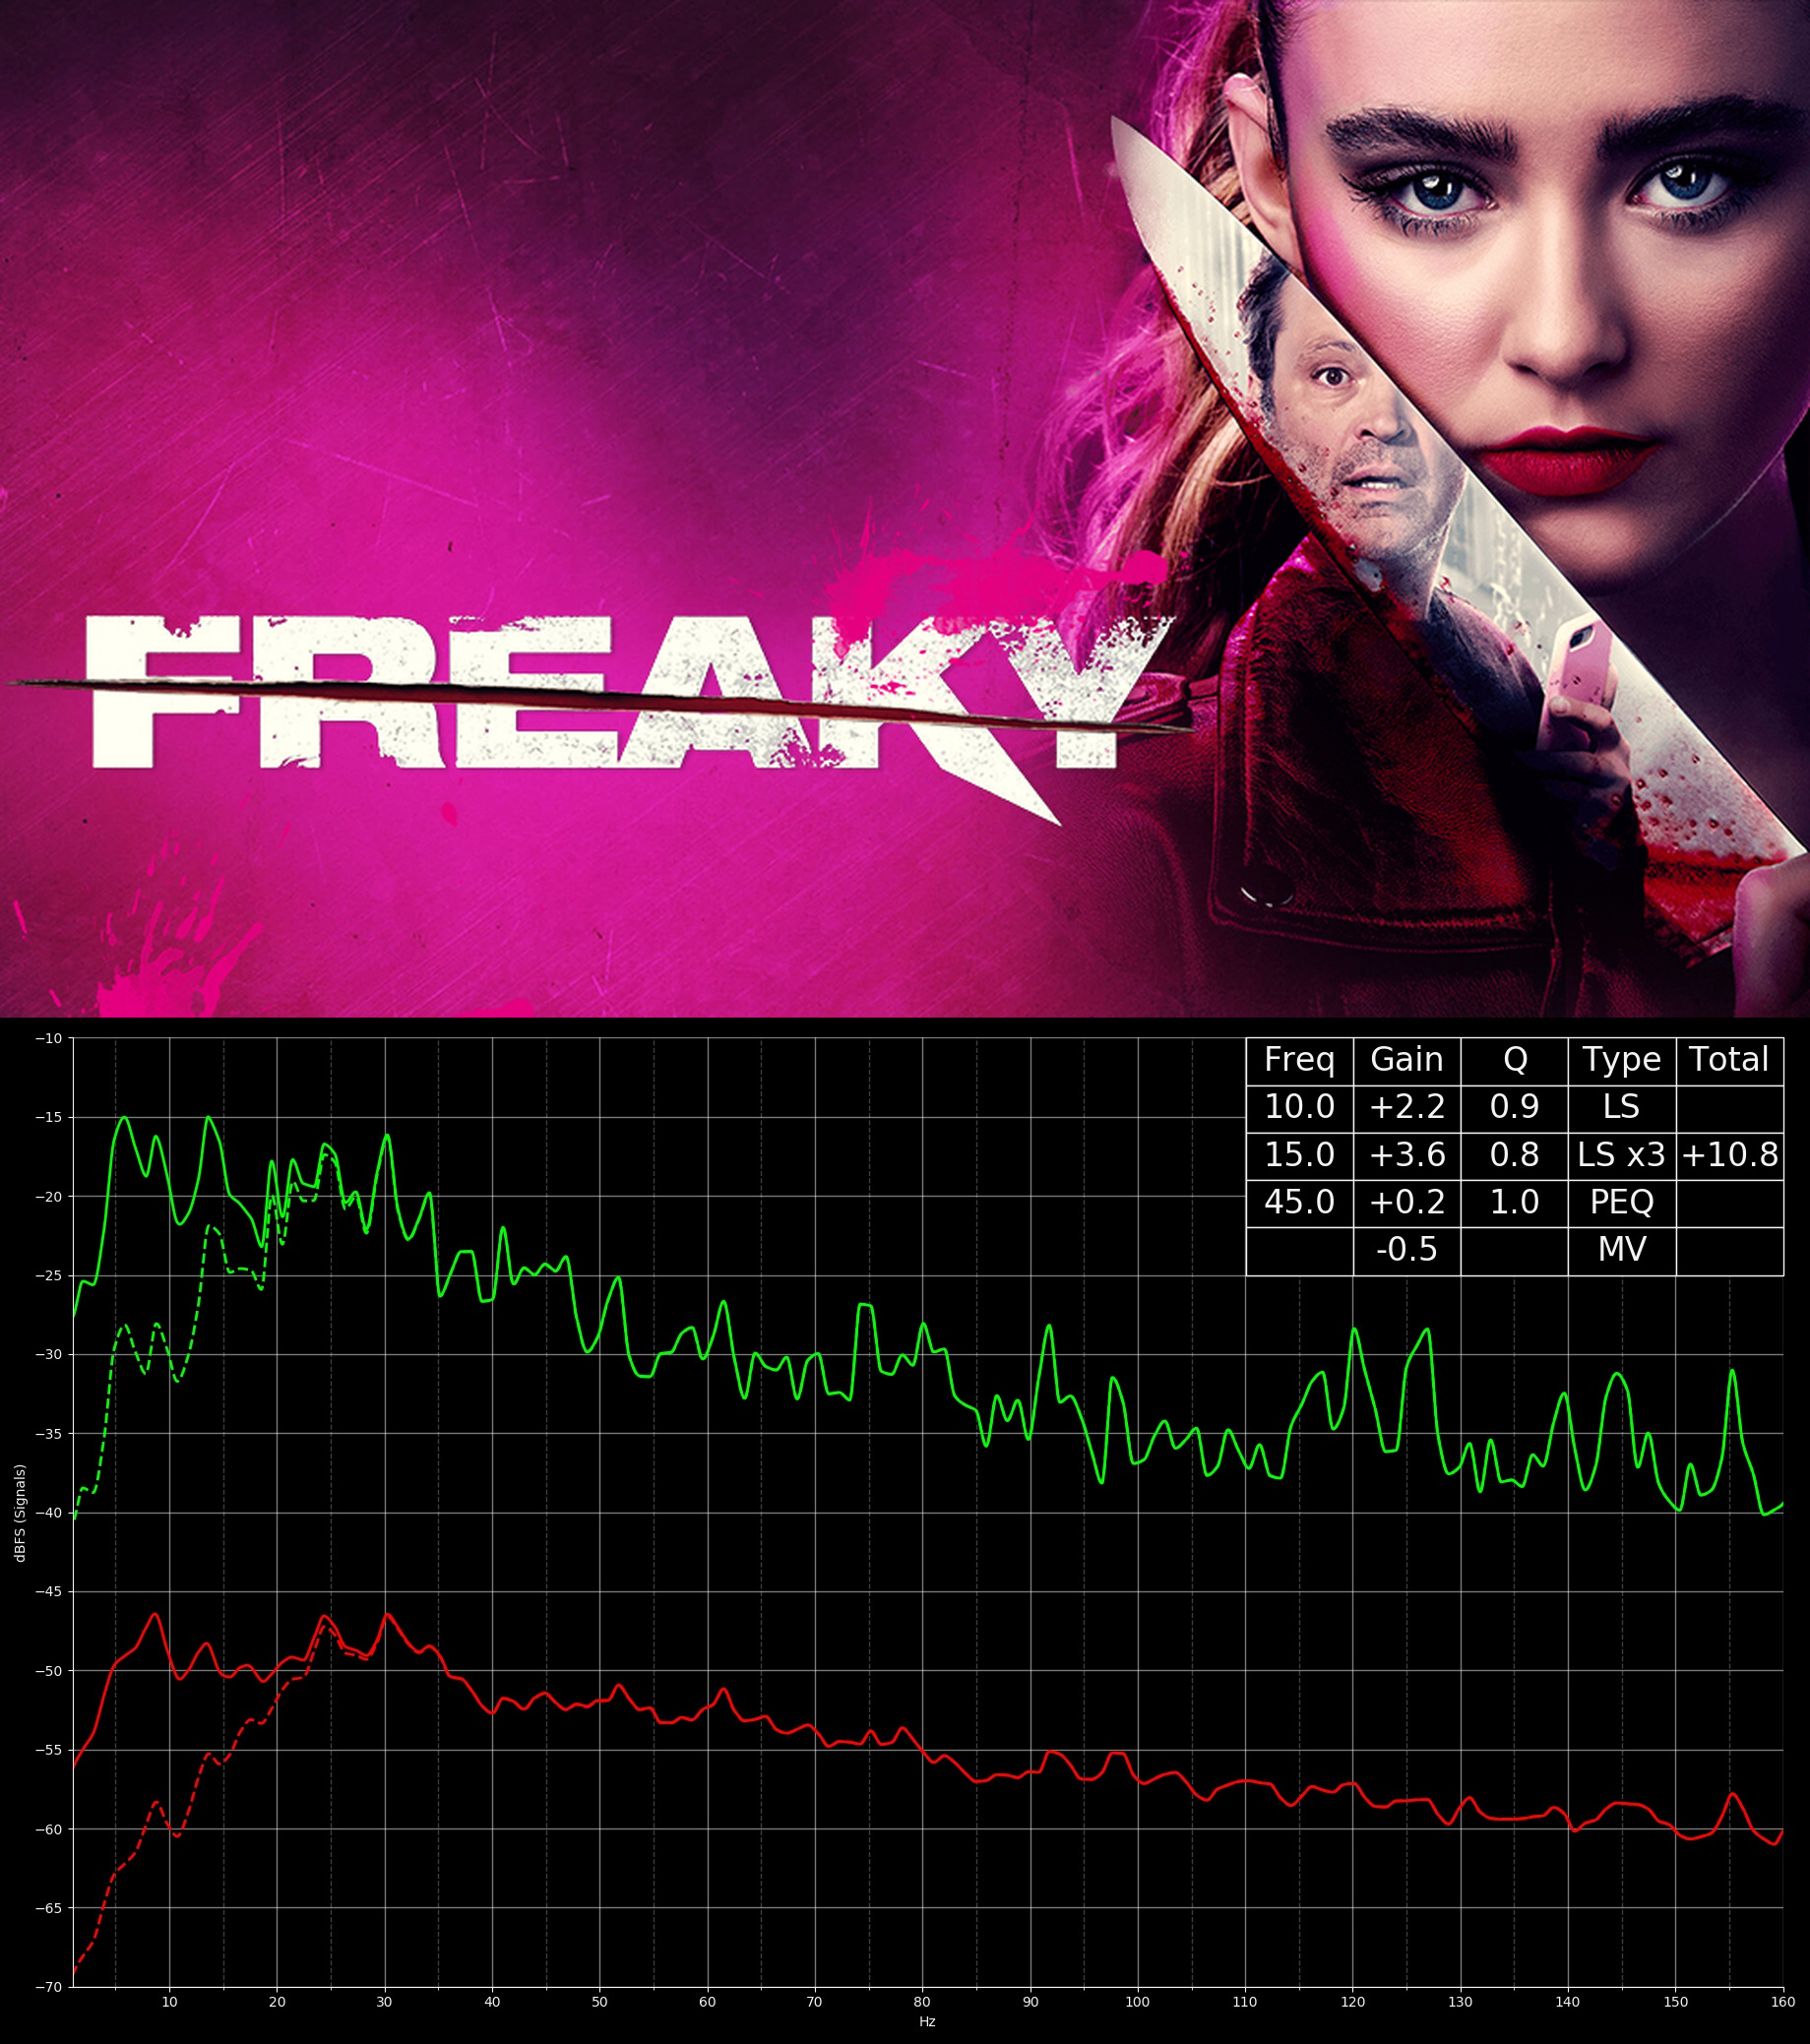 FREAKY
Freq Gain Q Type Total
10.0 +2.2 0.9 LS
15.0 +3.6 0.8 LS x3 +10.8
45.0 +0.2 1.0 PEQ
-0.5 MV
−10
−15
−20
−25
−30
−35
−40
−45
−50
−55
−60
−65
−70
dBFS (Signals)
10 20 30 40 50 60 70 80 90 100 110 120 130 140 150 160
Hz